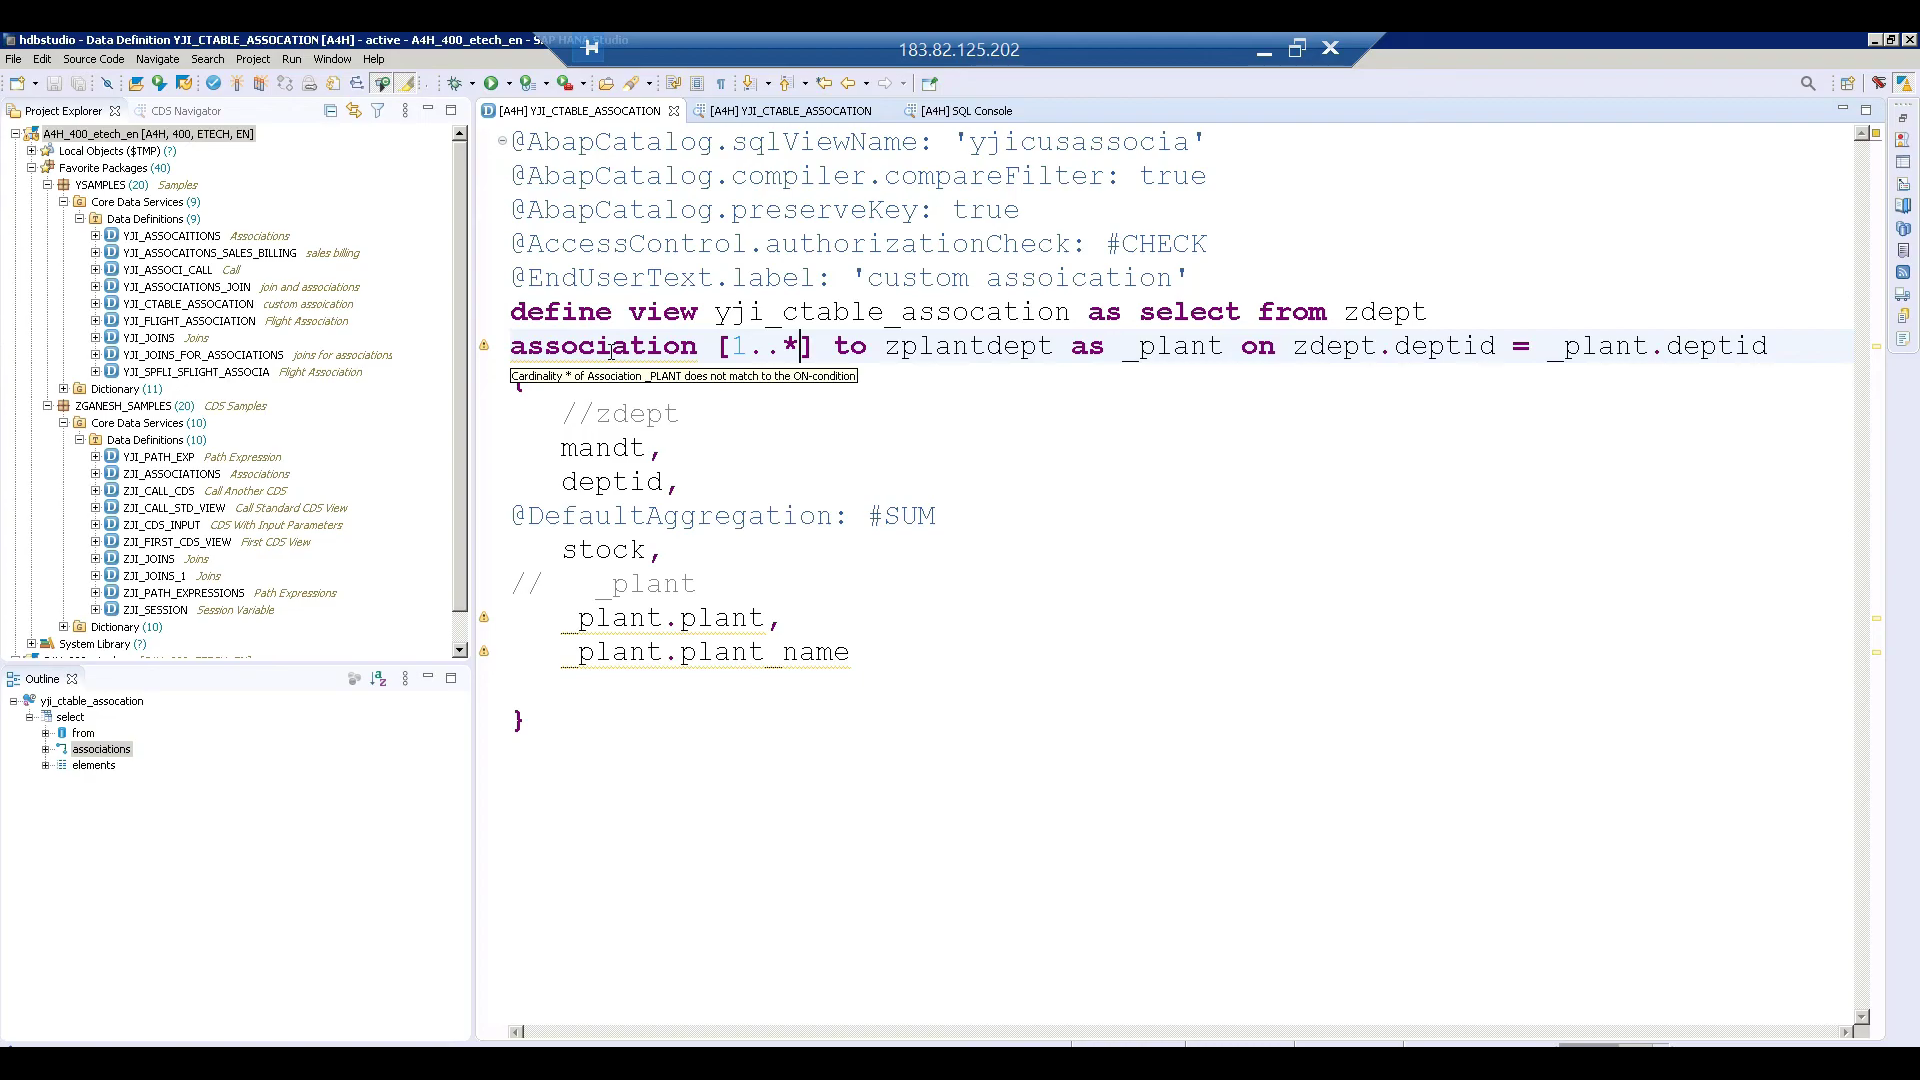 hdbstudio - Data Definition YJI_CTABLE_ASSOCATION [A4H] - active - A4H_400_etech_en - SAP HANA Studio
183.82.125.202
File Edit Source Code Navigate Search Project Run Window Help
Project Explorer CDS Navigator
[A4H] YJI_CTABLE_ASSOCATION [A4H] YJI_CTABLE_ASSOCATION [A4H] SQL Console
A4H_400_etech_en [A4H, 400, ETECH, EN]
Local Objects ($TMP) (?)
Favorite Packages (40)
YSAMPLES (20) Samples
Core Data Services (9)
Data Definitions (9)
YJI_ASSOCAITIONS Associations
YJI_ASSOCAITONS_SALES_BILLING sales billing
YJI_ASSOCI_CALL Call
YJI_ASSOCIATIONS_JOIN join and associations
YJI_CTABLE_ASSOCATION custom assoication
YJI_FLIGHT_ASSOCIATION Flight Association
YJI_JOINS Joins
YJI_JOINS_FOR_ASSOCIATIONS joins for associations
YJI_SPFLI_SFLIGHT_ASSOCIA Flight Association
Dictionary (11)
ZGANESH_SAMPLES (20) CDS Samples
Core Data Services (10)
Data Definitions (10)
YJI_PATH_EXP Path Expression
ZJI_ASSOCIATIONS Associations
ZJI_CALL_CDS Call Another CDS
ZJI_CALL_STD_VIEW Call Standard CDS View
ZJI_CDS_INPUT CDS With Input Parameters
ZJI_FIRST_CDS_VIEW First CDS View
ZJI_JOINS Joins
ZJI_JOINS_1 Joins
ZJI_PATH_EXPRESSIONS Path Expressions
ZJI_SESSION Session Variable
Dictionary (10)
System Library (?)
Outline
yji_ctable_assocation
select
from
associations
elements
@AbapCatalog.sqlViewName: 'yjicusassocia'
@AbapCatalog.compiler.compareFilter: true
@AbapCatalog.preserveKey: true
@AccessControl.authorizationCheck: #CHECK
@EndUserText.label: 'custom assoication'
define view yji_ctable_assocation as select from zdept
association [1..*] to zplantdept as _plant on zdept.deptid = _plant.deptid
Cardinality * of Association _PLANT does not match to the ON-condition
{
//zdept
mandt,
deptid,
@DefaultAggregation: #SUM
stock,
// _plant
_plant.plant,
_plant.plant_name
}